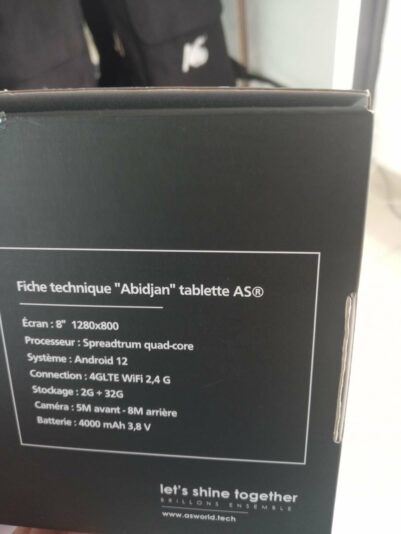 AS
Fiche technique "Abidjan" tablette AS®
Écran : 8" 1280x800
Processeur : Spreadtrum quad-core
Système : Android 12
Connection : 4GLTE WiFi 2,4 G
Stockage : 2G + 32G
Caméra : 5M avant - 8M arrière
Batterie : 4000 mAh 3,8 V
let's shine together
BRILLONS ENSEMBLE
www.asworld.tech